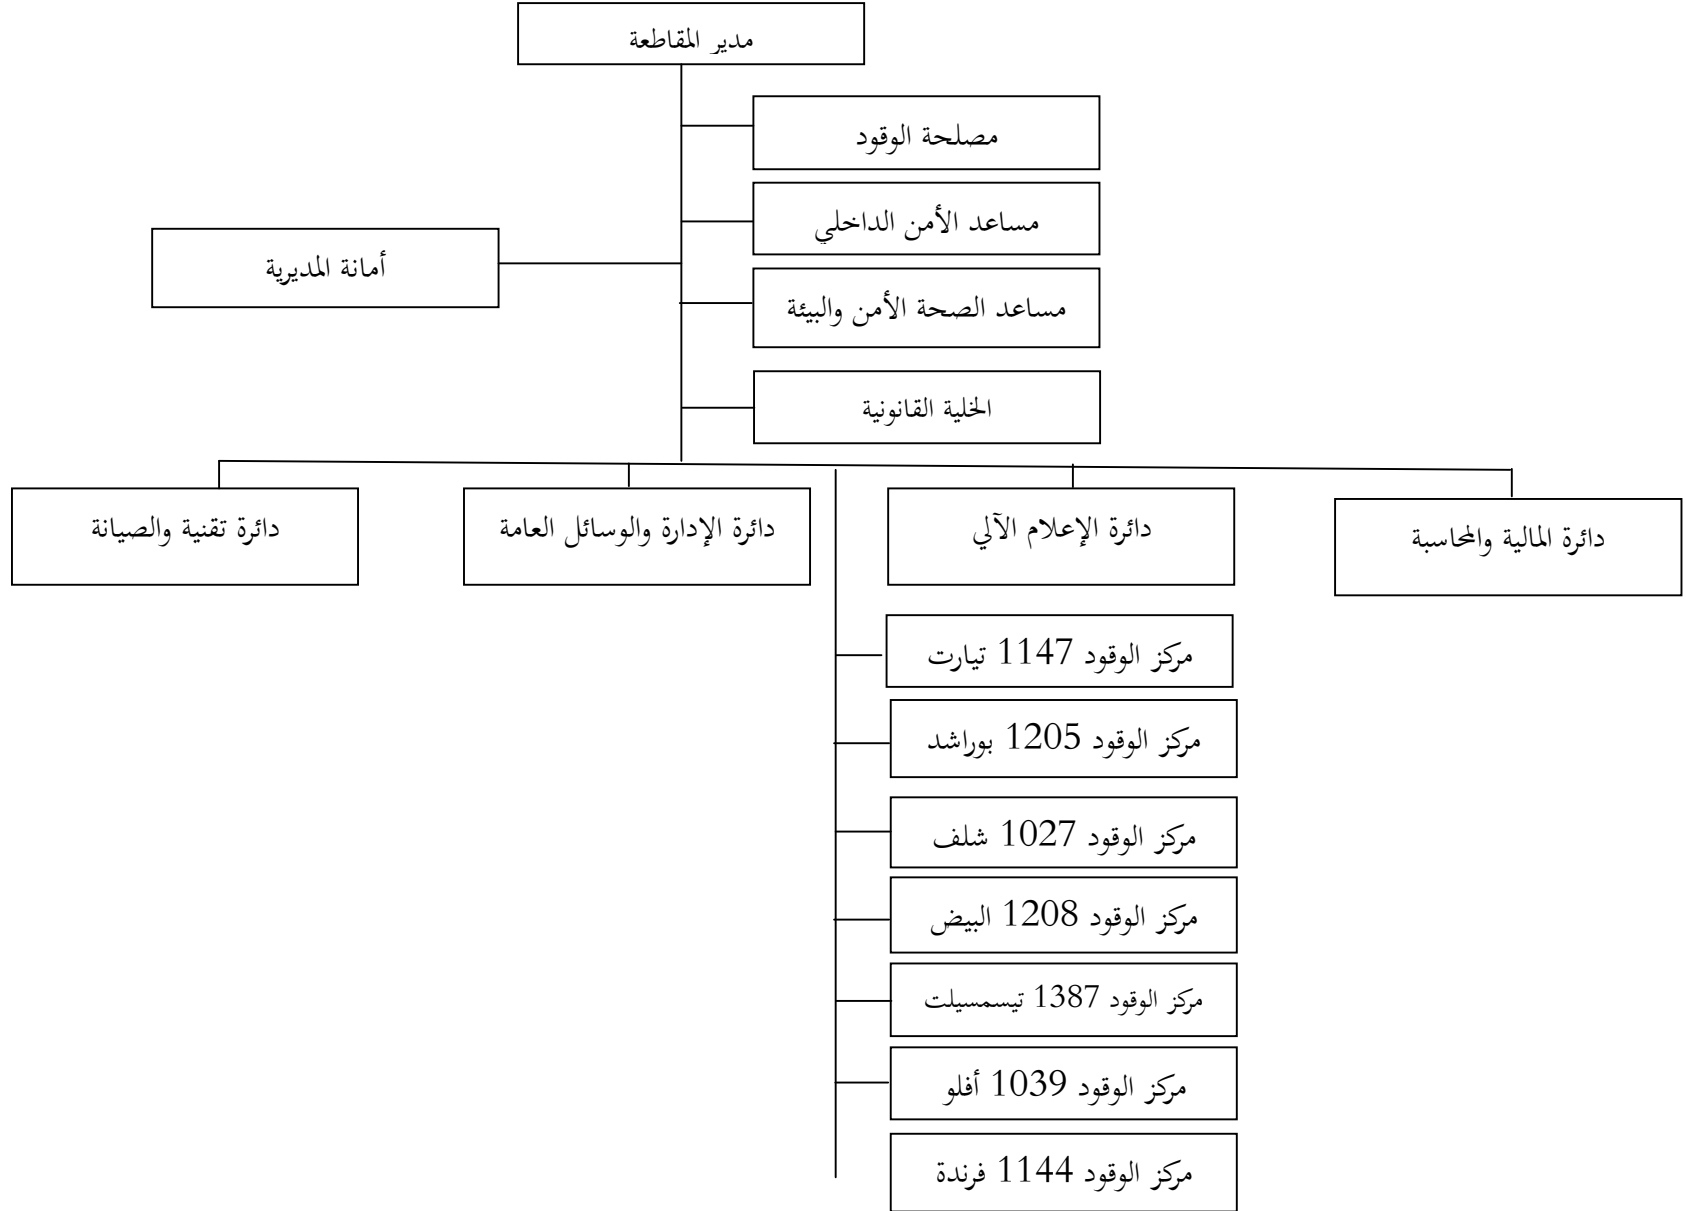 مدير المقاطعة
مصلحة الوقود
مساعد الأمن الداخلي
أمانة المديرية
مساعد الصحة الأمن والبيئة
الخلية القانونية
دائرة المالية والمحاسبة
دائرة الإعلام الآلي
دائرة الإدارة والوسائل العامة
دائرة تقنية والصيانة
مركز الوقود 1147 تيارت
مركز الوقود 1205 بوراشد
مركز الوقود 1027 شلف
مركز الوقود 1208 البيض
مركز الوقود 1387 تيسمسيلت
مركز الوقود 1039 أفلو
مركز الوقود 1144 فرندة